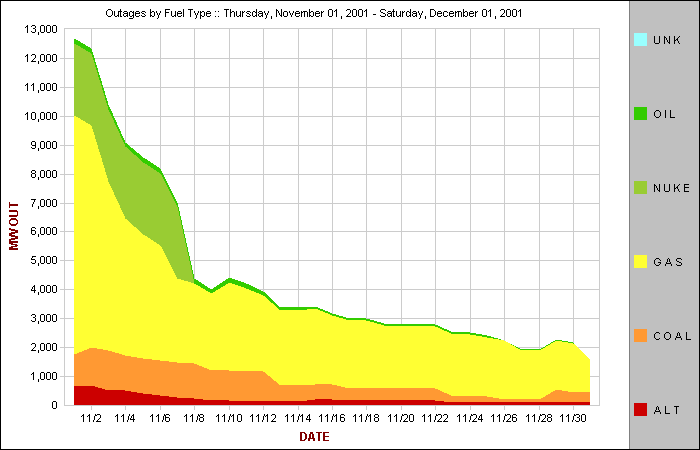 Outages by Fuel Type :: Thursday, November 01, 2001 - Saturday, December 01, 2001
13,000
12,000
11,000
10,000
9,000
8,000
7,000
6,000
5,000
4,000
3,000
2,000
1,000
0
MWOUT
11/2 11/4 11/6 11/8 11/10 11/12 11/14 11/16 11/18 11/20 11/22 11/24 11/26 11/28 11/30
DATE
UNK
OIL
NUKE
GAS
COAL
ALT